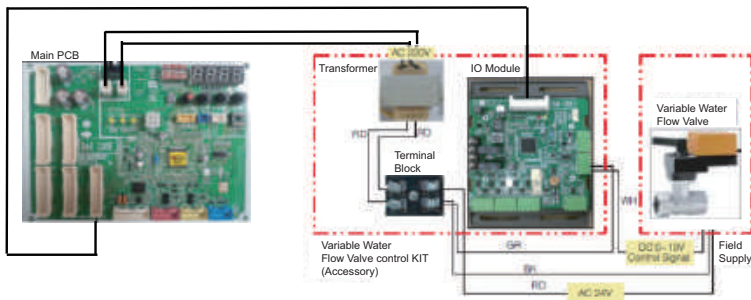 Main PCB
AC 220V
Transformer
IO Module
Variable Water
Flow Valve
RD
RD
Terminal
Block
WH
GR
DC 0~10V
Control Signal
Field
Supply
Variable Water
Flow Valve control KIT
(Accessory)
BK
RD
AC 24V